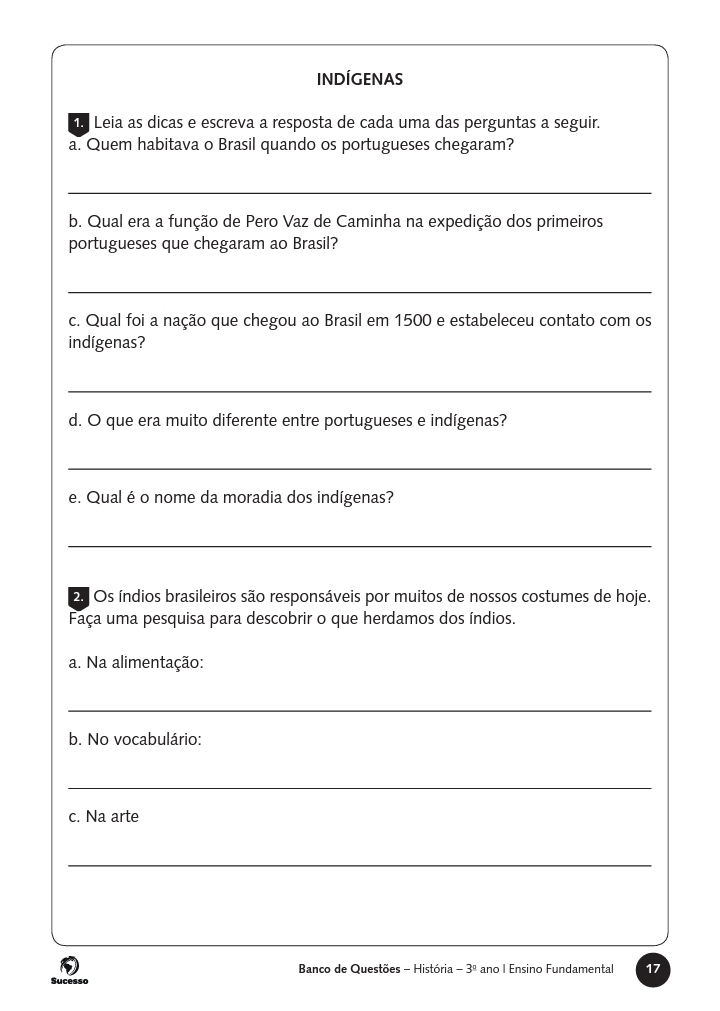 INDÍGENAS
1. Leia as dicas e escreva a resposta de cada uma das perguntas a seguir.
a. Quem habitava o Brasil quando os portugueses chegaram?
b. Qual era a função de Pero Vaz de Caminha na expedição dos primeiros
portugueses que chegaram ao Brasil?
c. Qual foi a nação que chegou ao Brasil em 1500 e estabeleceu contato com os
indígenas?
d. O que era muito diferente entre portugueses e indígenas?
e. Qual é o nome da moradia dos indígenas?
2. Os índios brasileiros são responsáveis por muitos de nossos costumes de hoje.
Faça uma pesquisa para descobrir o que herdamos dos índios.
a. Na alimentação:
b. No vocabulário:
c. Na arte
Sucesso
Banco de Questões – História – 3º ano | Ensino Fundamental
17